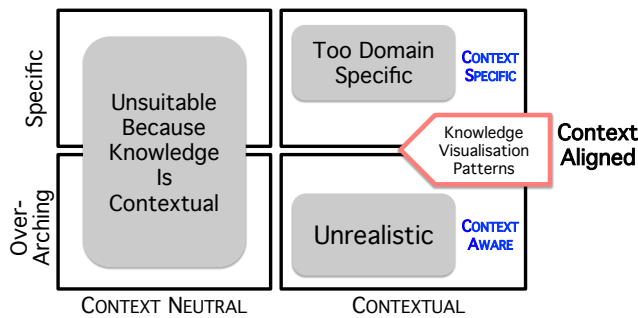 Specific
Over-
Arching
Unsuitable
Because
Knowledge
Is
Contextual
Too Domain
Specific
CONTEXT
SPECIFIC
Knowledge
Visualisation
Patterns
Context
Aligned
Unrealistic
CONTEXT
AWARE
CONTEXT NEUTRAL
CONTEXTUAL